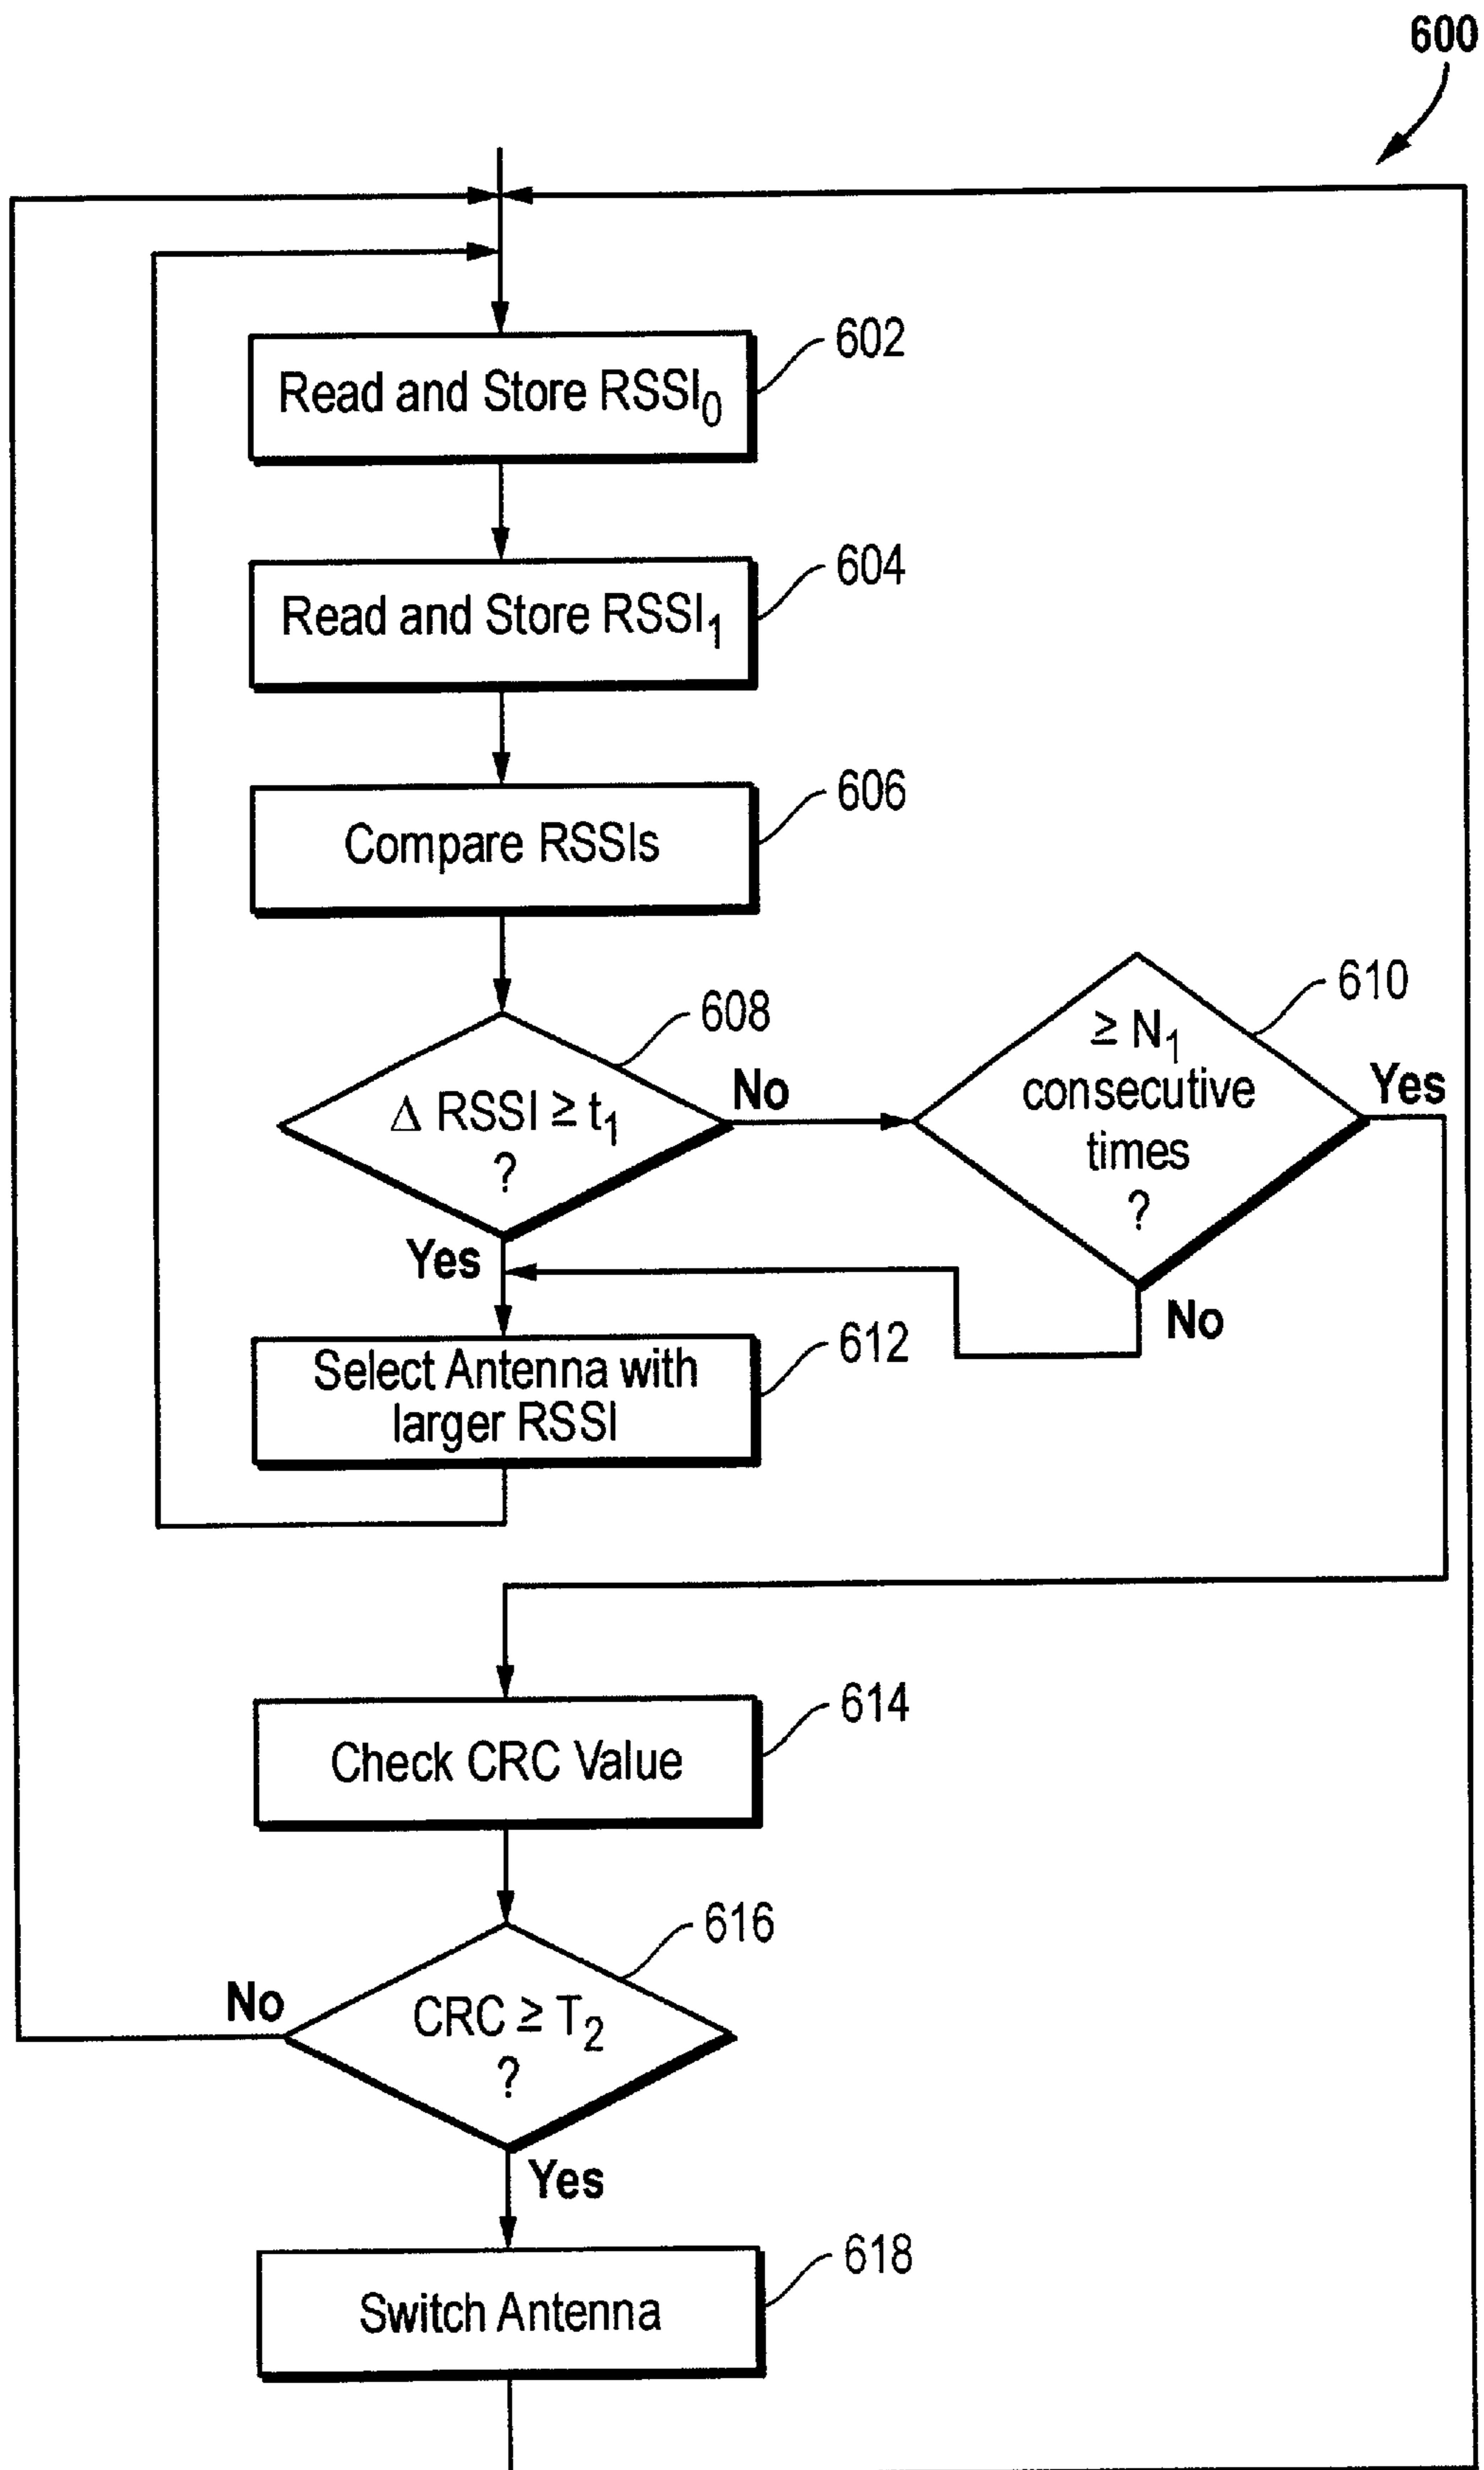 600
602
Read and Store RSSI₀
604
Read and Store RSSI₁
606
Compare RSSIs
608
Δ RSSI ≥ t₁
?
No
Yes
610
≥ N₁
consecutive
times
?
Yes
No
612
Select Antenna with
larger RSSI
614
Check CRC Value
616
CRC ≥ T₂
?
No
Yes
618
Switch Antenna